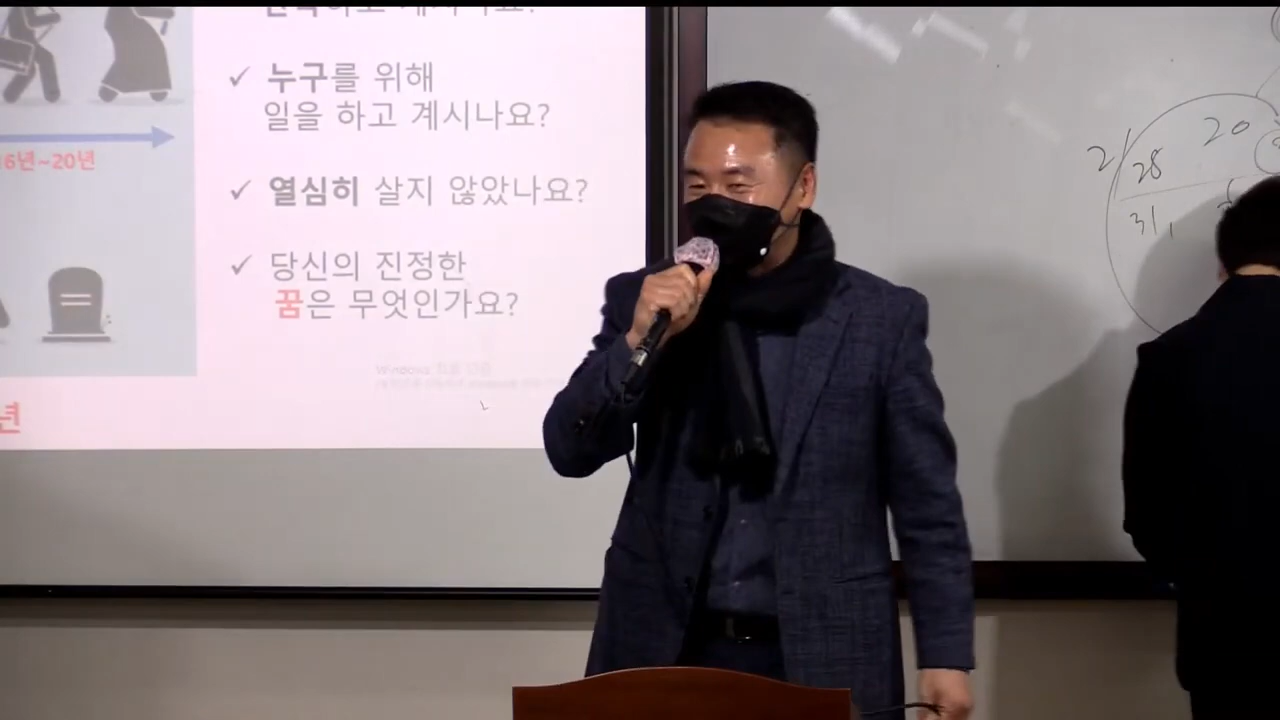 누구를 위해
일을 하고 계시나요?
6년~20년
열심히 살지 않았나요?
당신의 진정한
꿈은 무엇인가요?
년
20
28
31,